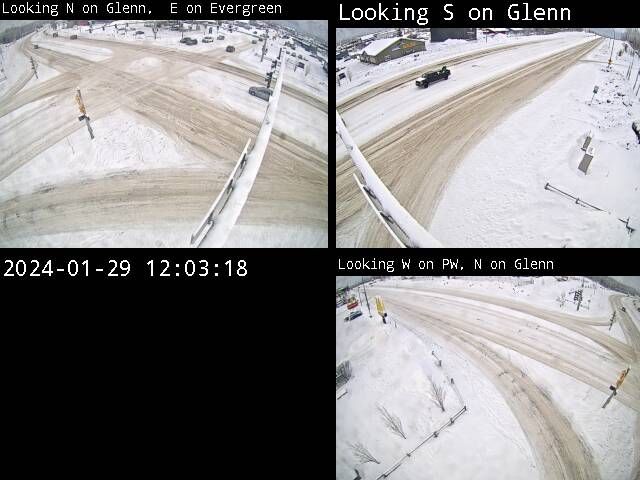 Looking N on Glenn,  E on Evergreen
Looking S on Glenn
2024-01-29 12:03:18
Looking W on PW, N on Glenn